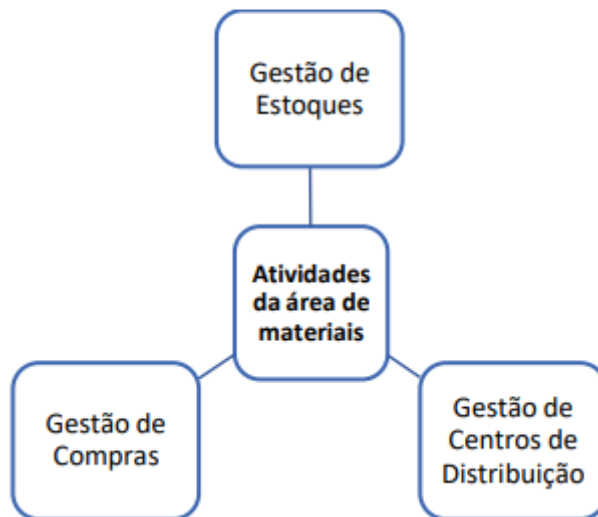 Gestão de
Estoques
Atividades
da área de
materiais
Gestão de
Compras
Gestão de
Centros de
Distribuição